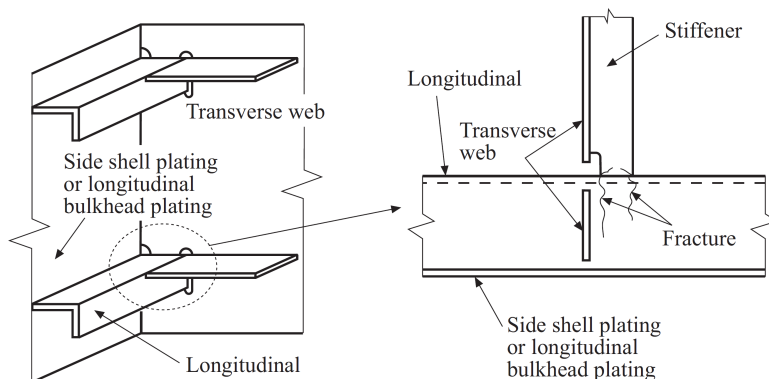 Transverse web
Side shell plating
or longitudinal
bulkhead plating
Longitudinal
Stiffener
Longitudinal
Transverse
web
Fracture
Side shell plating
or longitudinal
bulkhead plating